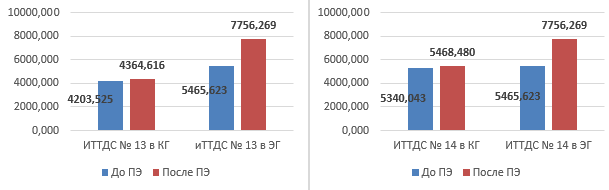 10000,000
8000,000
6000,000
4000,000
2000,000
0,000
7756,269
4364,616
4203,525
5465,623
ИТТДС № 13 в КГ
иТТДС № 13 в ЭГ
До ПЭ
После ПЭ
10000,000
8000,000
6000,000
4000,000
2000,000
0,000
7756,269
5468,480
5340,043
5465,623
ИТТДС № 14 в КГ
ИТТДС № 14 в ЭГ
До ПЭ
После ПЭ